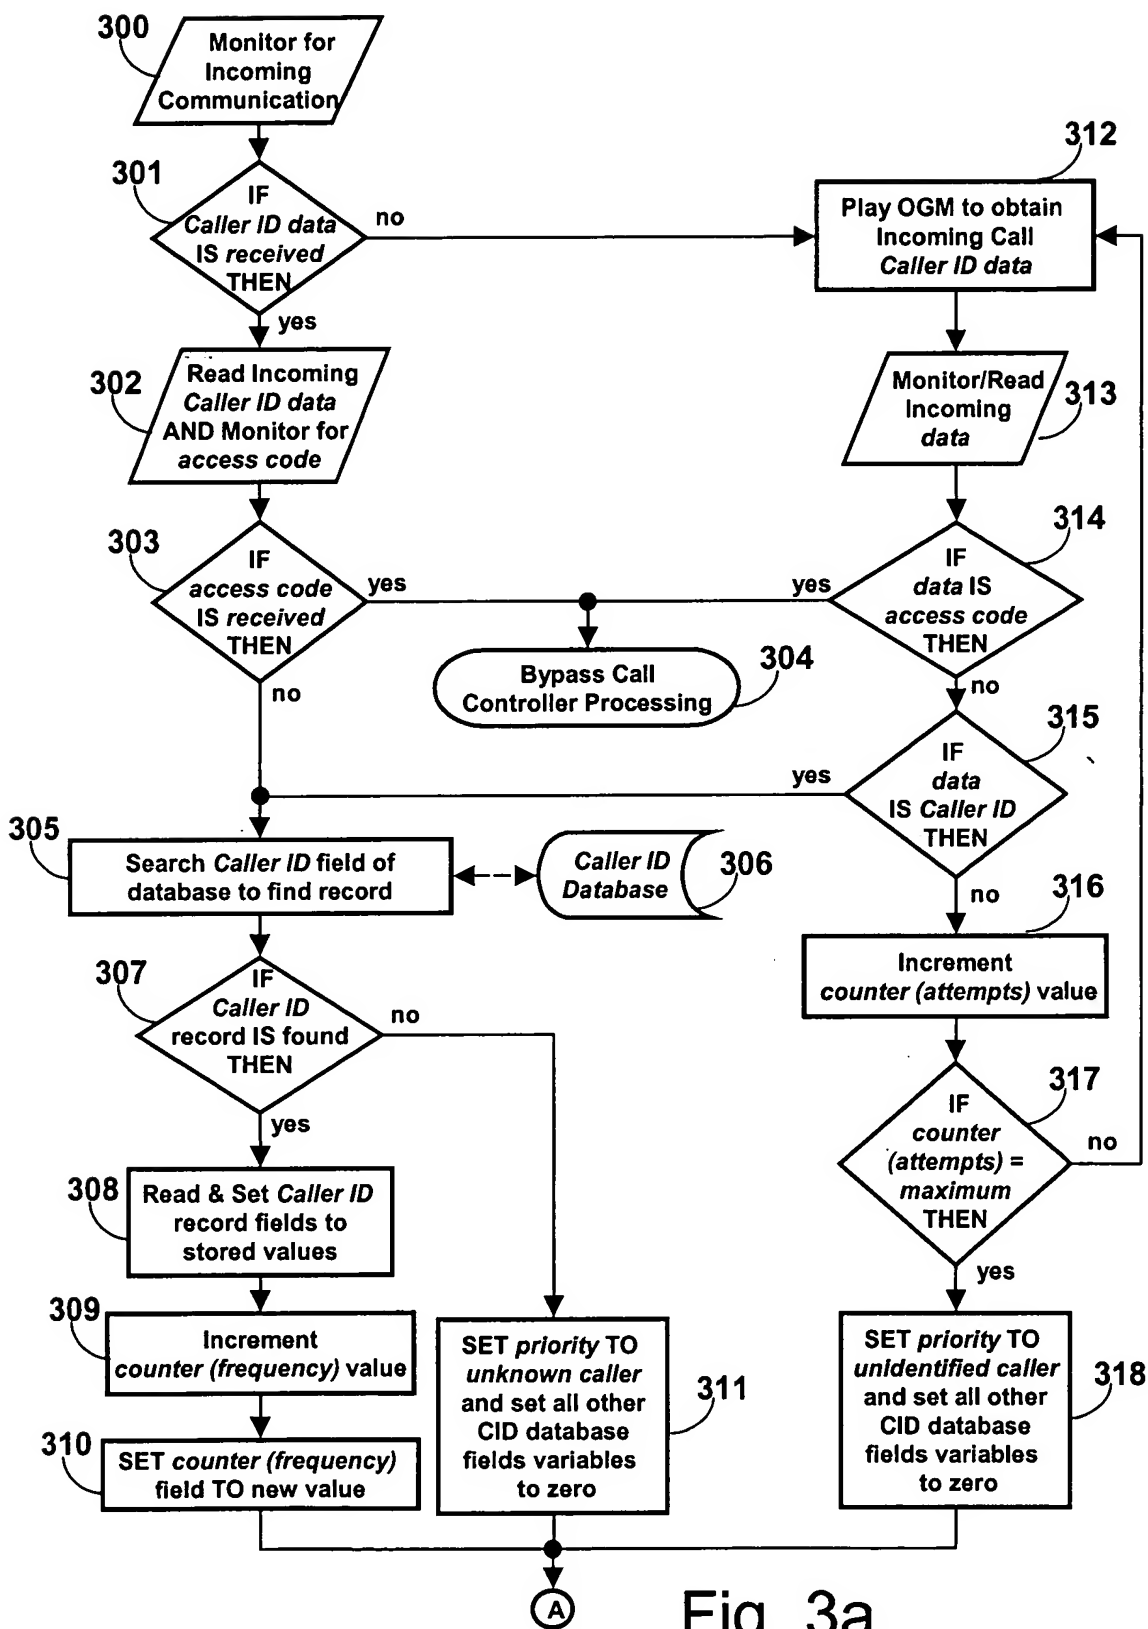 300
Monitor for
Incoming
Communication
301
IF
Caller ID data
IS received
THEN
no
yes
302
Read Incoming
Caller ID data
AND Monitor for
access code
303
IF
access code
IS received
THEN
yes
no
304
Bypass Call
Controller Processing
305
Search Caller ID field of
database to find record
Caller ID
Database
306
307
IF
Caller ID
record IS found
THEN
no
yes
308
Read & Set Caller ID
record fields to
stored values
309
Increment
counter (frequency) value
310
SET counter (frequency)
field TO new value
SET priority TO
unknown caller
and set all other
CID database
fields variables
to zero
311
312
Play OGM to obtain
Incoming Call
Caller ID data
Monitor/Read
Incoming
data
313
314
IF
data IS
access code
THEN
yes
no
315
IF
data
IS Caller ID
THEN
yes
no
316
Increment
counter (attempts) value
317
IF
counter
(attempts) =
maximum
THEN
no
yes
SET priority TO
unidentified caller
and set all other
CID database
fields variables
to zero
318
A
Fig. 3a